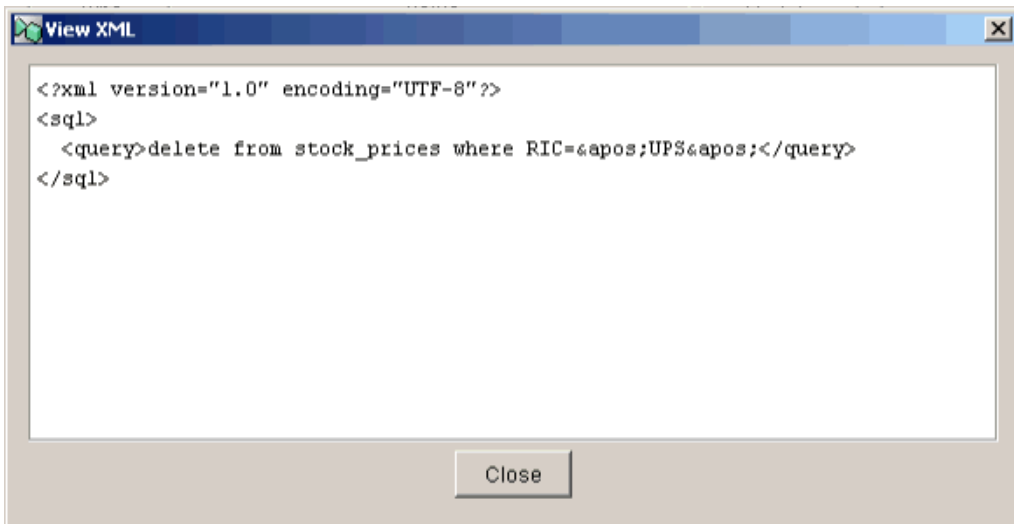 View XML
<?xml version="1.0" encoding="UTF-8"?>
<sql>
<query>delete from stock_prices where RIC=&apos;UPS&apos;</query>
</sql>
Close